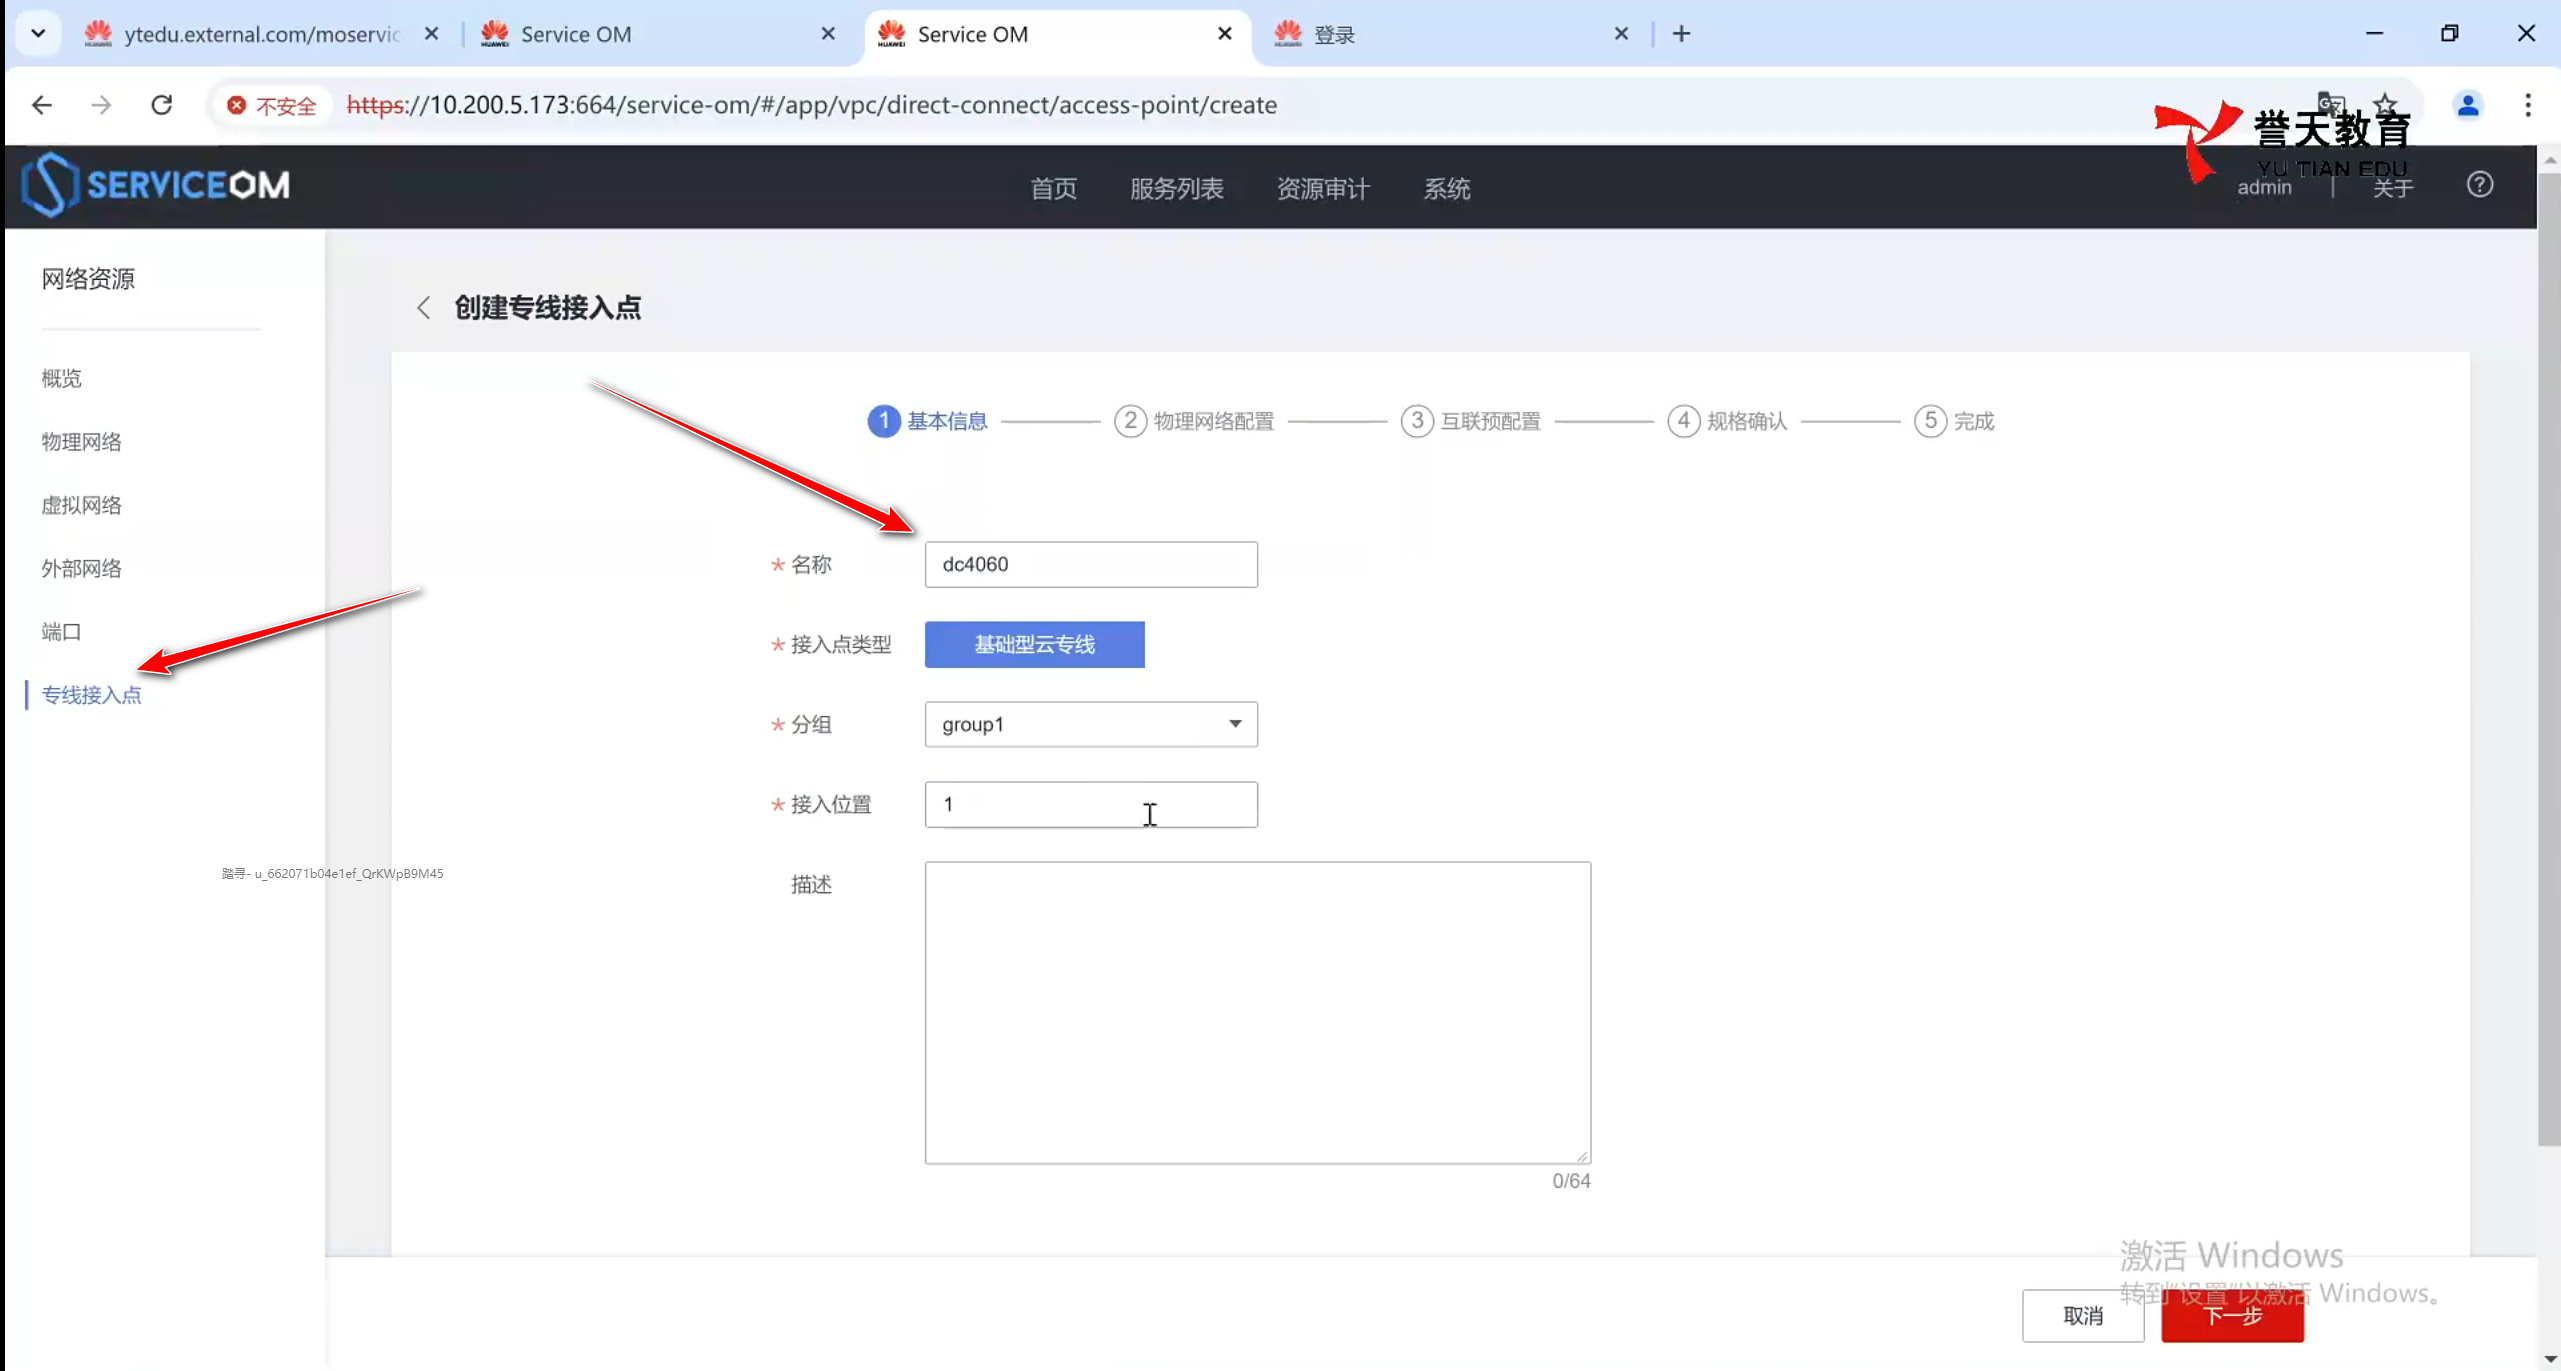 ytedu.external.com/moservic
Service OM
Service OM
登录
不安全
https://10.200.5.173:664/service-om/#/app/vpc/direct-connect/access-point/create
誉天教育
YU TIAN EDU
HUAWEI
SERVICEOM
首页
服务列表
资源审计
系统
admin
关于
网络资源
概览
物理网络
虚拟网络
外部网络
端口
专线接入点
创建专线接入点
1 基本信息
2 物理网络配置
3 互联预配置
4 规格确认
5 完成
* 名称
dc4060
* 接入点类型
基础型云专线
* 分组
group1
* 接入位置
1
描述
0/64
踏寻- u_662071b04e1ef_QrKWpB9M45
激活 Windows
转到“设置”以激活 Windows。
取消
下一步